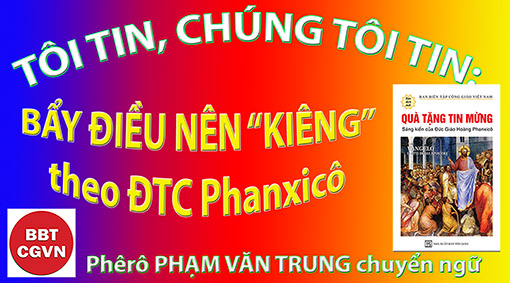 TÔI TIN, CHÚNG TÔI TIN:
BẨY ĐIỀU NÊN “KIÊNG”
theo ĐTC Phanxicô
BAN BIÊN TẬP CÔNG GIÁO VIỆT NAM
QUÀ TẶNG TIN MỪNG
Sáng kiến của Đức Giáo Hoàng Phanxicô
BBT
CGVN
Phêrô PHẠM VĂN TRUNG chuyển ngữ